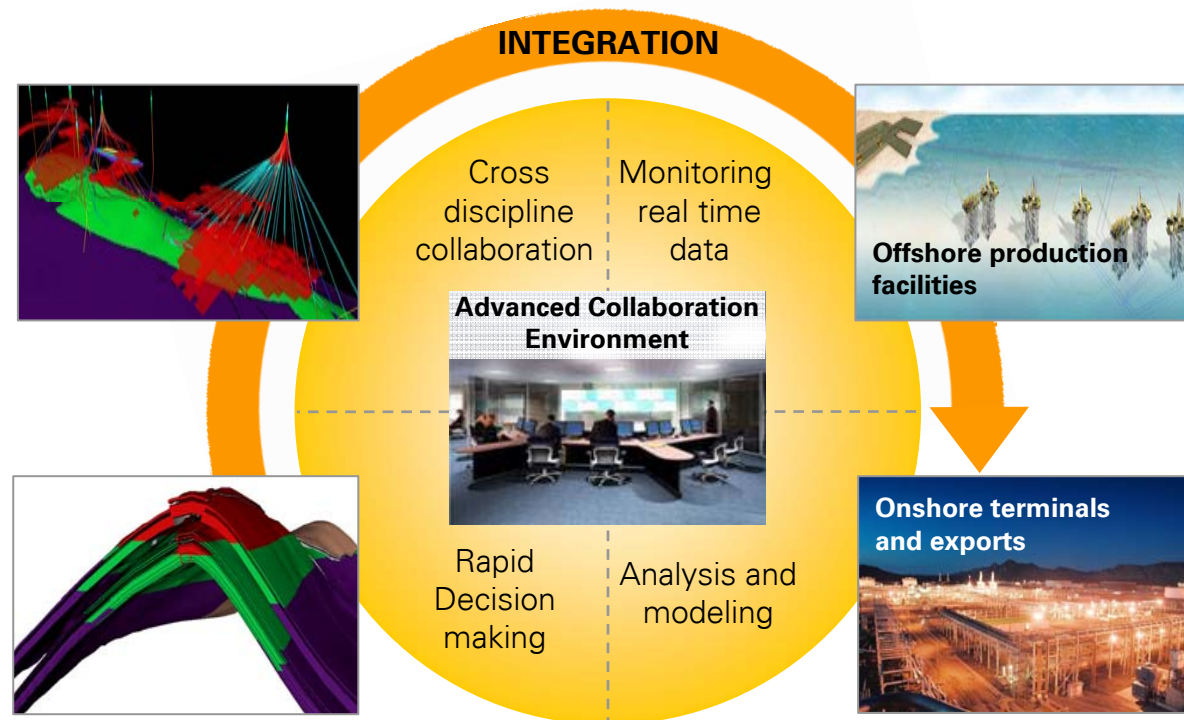 INTEGRATION
Cross
discipline
collaboration
Monitoring
real time
data
Offshore production
facilities
Advanced Collaboration
Environment
Rapid
Decision
making
Analysis and
modeling
Onshore terminals
and exports